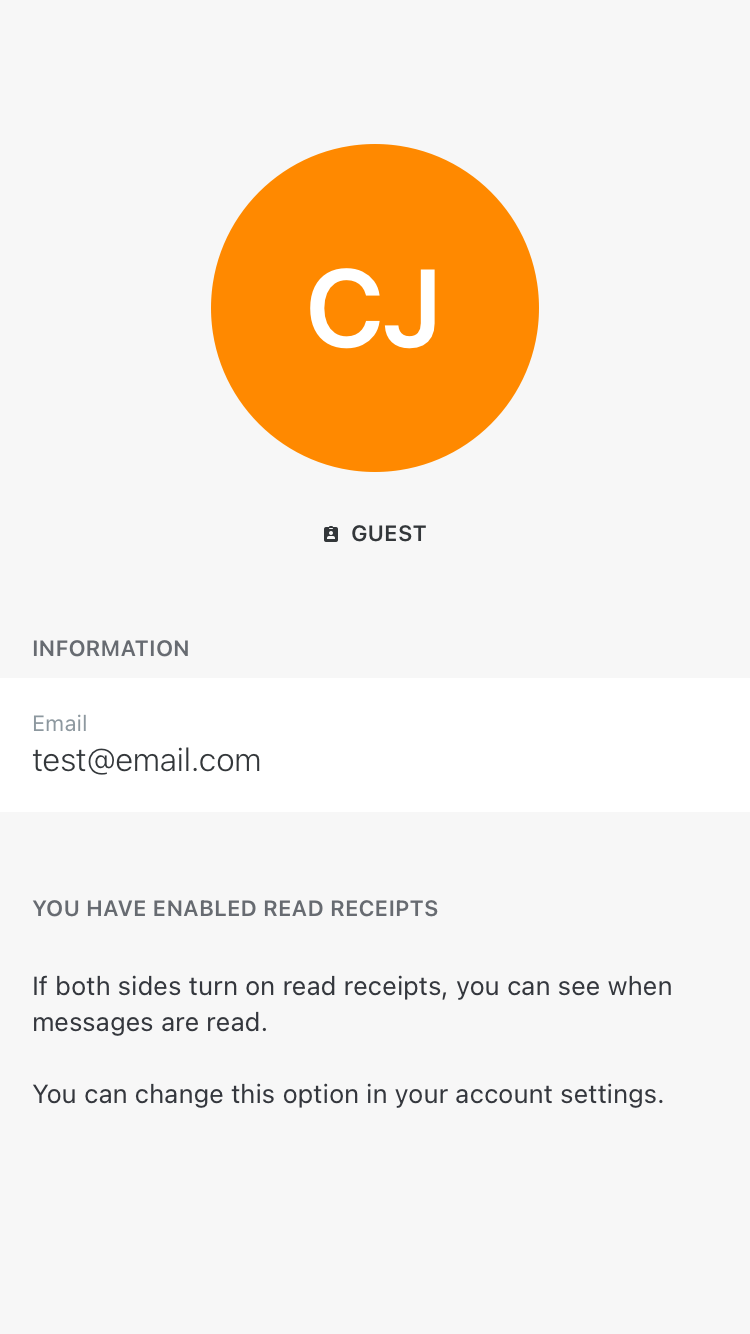 CJ
GUEST
INFORMATION
Email
test@email.com
YOU HAVE ENABLED READ RECEIPTS
If both sides turn on read receipts, you can see when
messages are read.
You can change this option in your account settings.